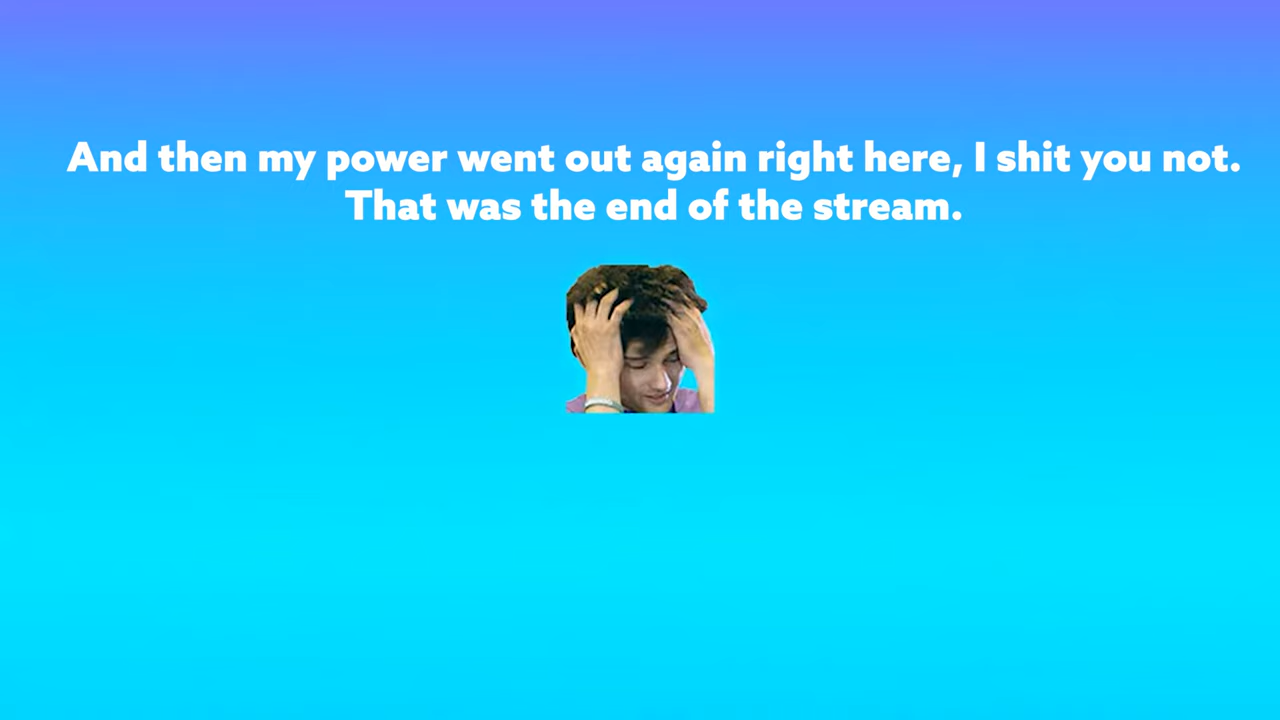 And then my power went out again right here, I shit you not.
That was the end of the stream.